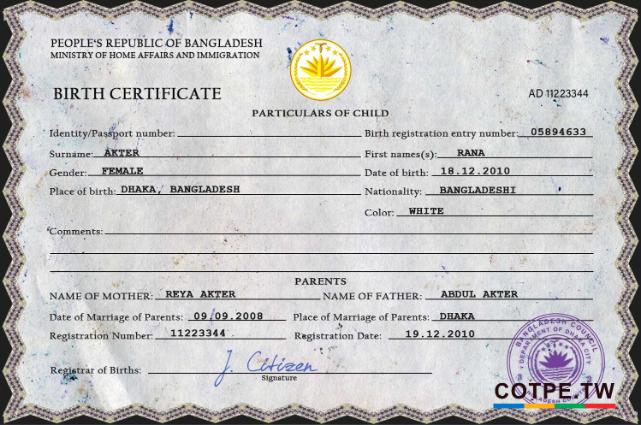 PEOPLE'S REPUBLIC OF BANGLADESH
MINISTRY OF HOME AFFAIRS AND IMMIGRATION
BIRTH CERTIFICATE
AD 11223344
PARTICULARS OF CHILD
Identity/Passport number:
Birth registration entry number: 05894633
Surname: AKTER
First names(s): RANA
Gender: FEMALE
Date of birth: 18.12.2010
Place of birth: DHAKA, BANGLADESH
Nationality: BANGLADESHI
Color: WHITE
Comments:
PARENTS
NAME OF MOTHER: REYA AKTER
NAME OF FATHER: ABDUL AKTER
Date of Marriage of Parents: 09/09.2008
Place of Marriage of Parents: DHAKA
Registration Number: 11223344
Registration Date: 19.12.2010
Registrar of Births: J. Citizen
Signature
BANGLADESH COUNCIL
DEPARTMENT OF DHAKA CITY
COTPE.TW